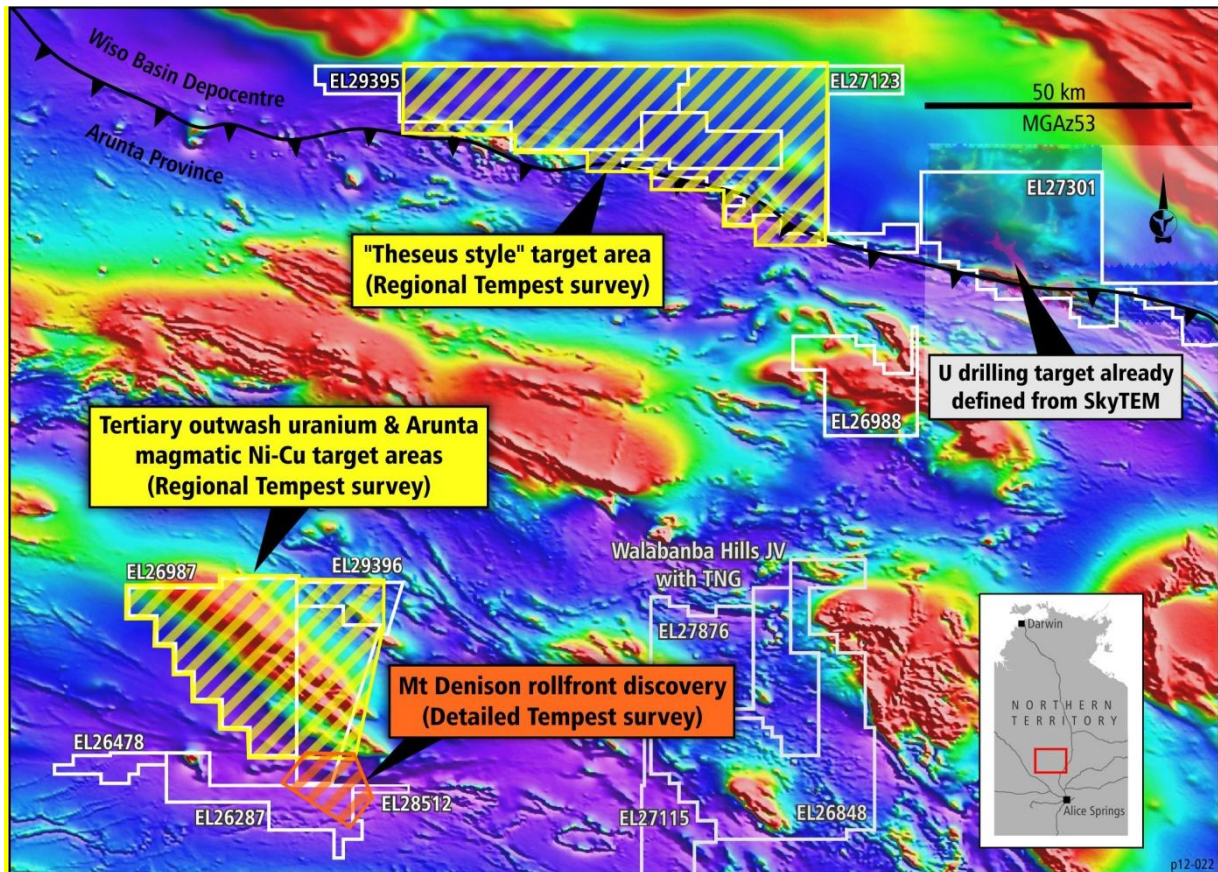 Wiso Basin Depocentre
Arunta Province
EL29395
EL27123
50 km
MGAz53
EL27301
"Theseus style" target area
(Regional Tempest survey)
U drilling target already
defined from SkyTEM
EL26988
Tertiary outwash uranium & Arunta
magmatic Ni-Cu target areas
(Regional Tempest survey)
EL26987
EL29396
Walabanba Hills JV
with TNG
EL27876
Mt Denison rollfront discovery
(Detailed Tempest survey)
EL26478
EL26287
EL28512
EL27115
EL26848
Darwin
NORTHERN
TERRITORY
Alice Springs
p12-022